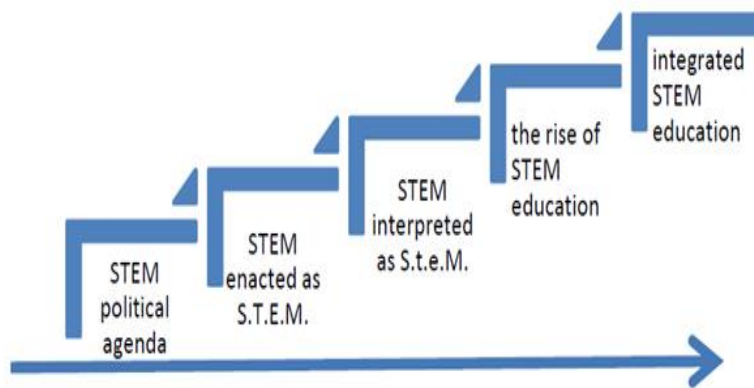 STEM
political
agenda
STEM
enacted as
S.T.E.M.
STEM
interpreted
as S.t.e.M.
the rise of
STEM
education
integrated
STEM
education